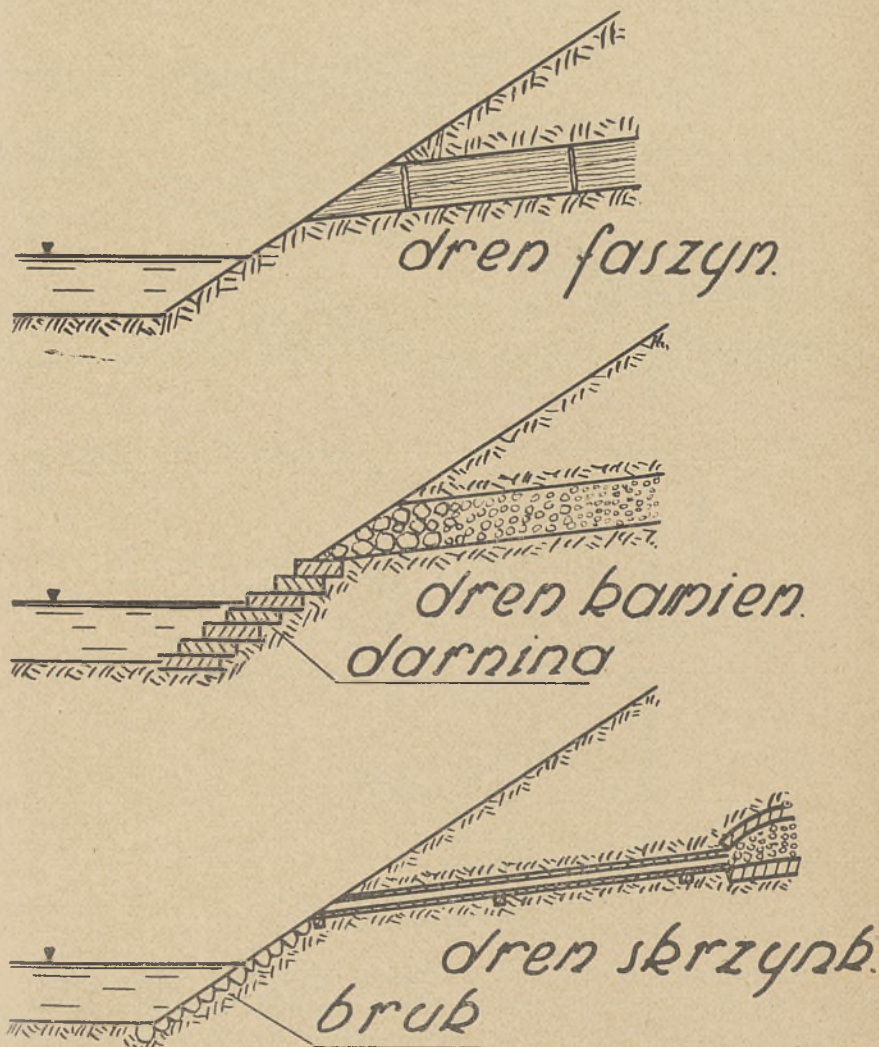 dren faszyn.
dren kamien.
darnina
dren skrzynk.
bruk